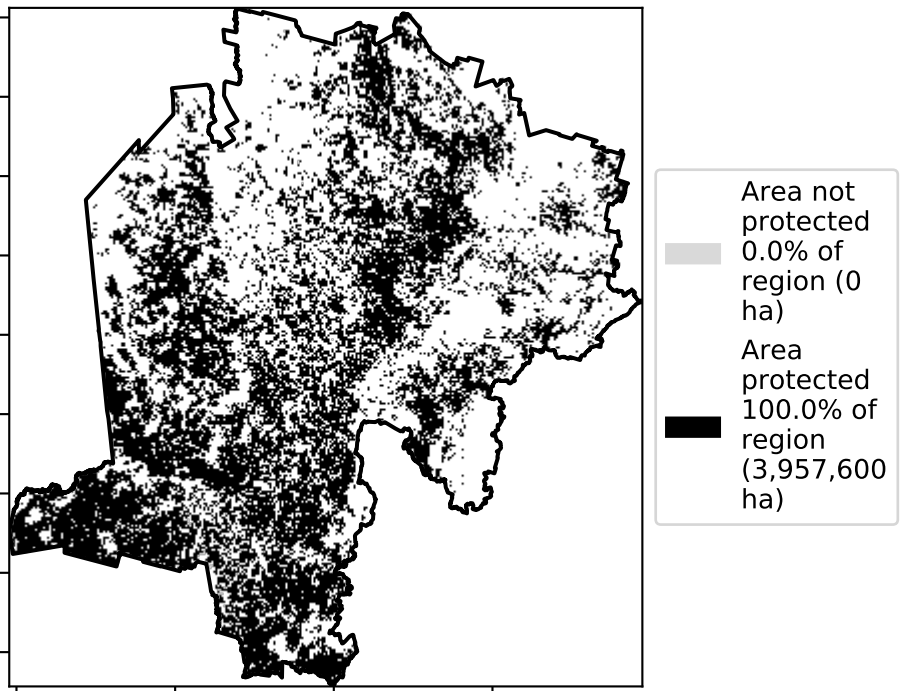 Area not
protected
0.0% of
region (0
ha)
Area
protected
100.0% of
region
(3,957,600
ha)